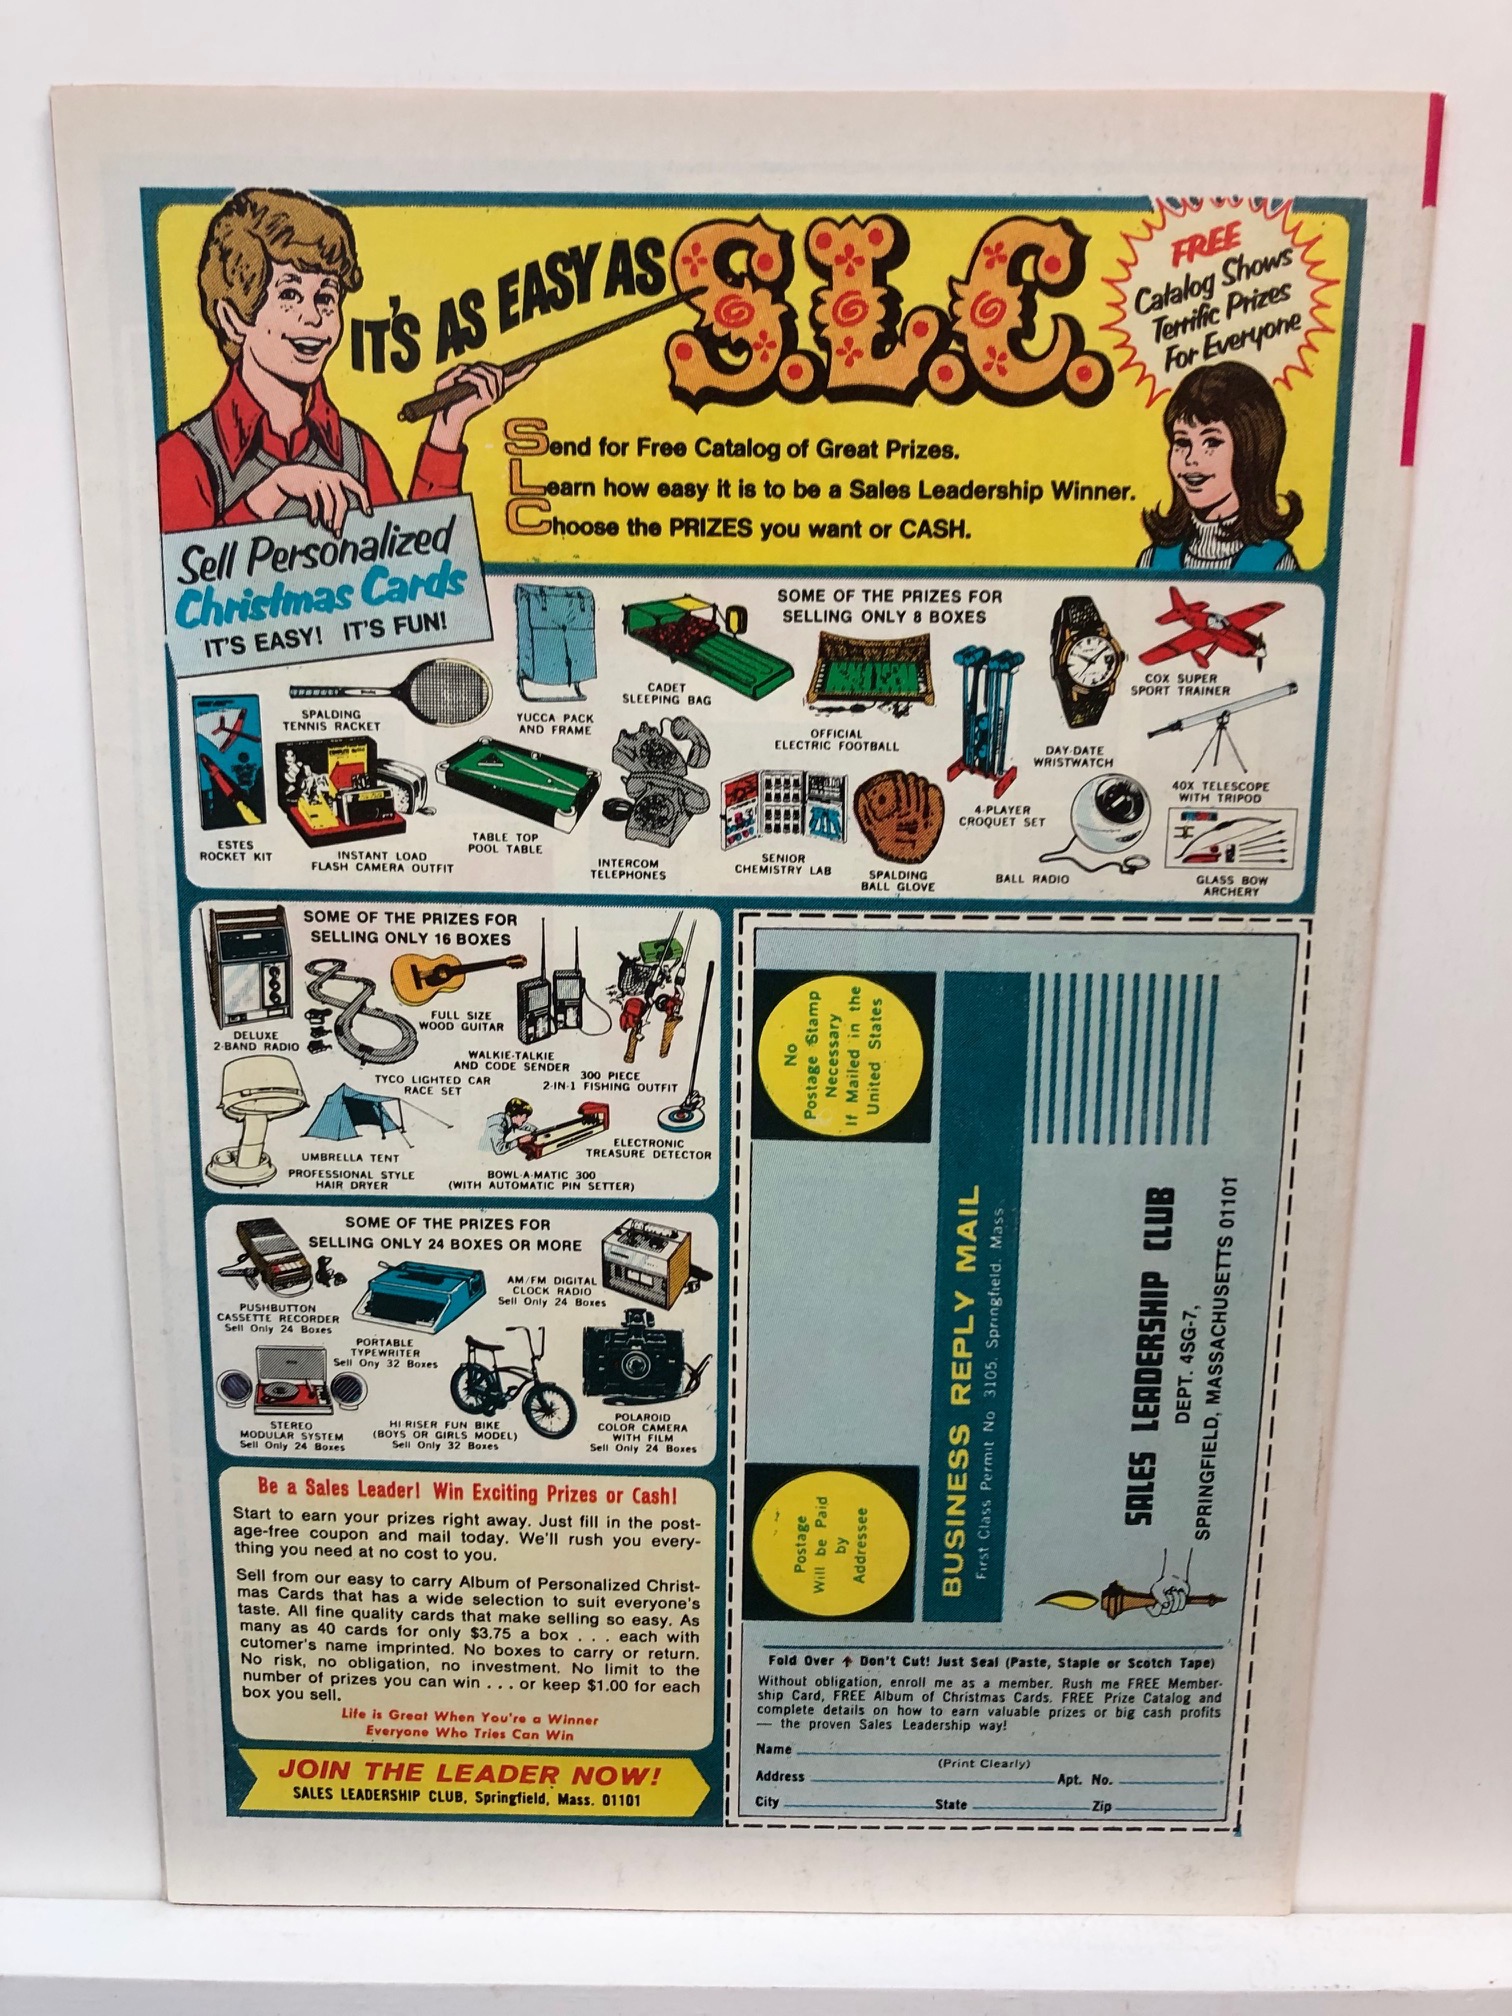 IT'S AS EASY AS S.L.C.
FREE
Catalog Shows
Terrific Prizes
For Everyone
Send for Free Catalog of Great Prizes.
Learn how easy it is to be a Sales Leadership Winner.
Choose the PRIZES you want or CASH.
Sell Personalized
Christmas Cards
IT'S EASY! IT'S FUN!
SOME OF THE PRIZES FOR
SELLING ONLY 8 BOXES
SPALDING
TENNIS RACKET
YUCCA PACK
AND FRAME
CADET
SLEEPING BAG
OFFICIAL
ELECTRIC FOOTBALL
DAY-DATE
WRISTWATCH
COX SUPER
SPORT TRAINER
40X TELESCOPE
WITH TRIPOD
ESTES
ROCKET KIT
INSTANT LOAD
FLASH CAMERA OUTFIT
TABLE TOP
POOL TABLE
INTERCOM
TELEPHONES
SENIOR
CHEMISTRY LAB
SPALDING
BALL GLOVE
4-PLAYER
CROQUET SET
BALL RADIO
GLASS BOW
ARCHERY
SOME OF THE PRIZES FOR
SELLING ONLY 16 BOXES
DELUXE
2-BAND RADIO
FULL SIZE
WOOD GUITAR
WALKIE-TALKIE
AND CODE SENDER
300 PIECE
2-IN-1 FISHING OUTFIT
TYCO LIGHTED CAR
RACE SET
UMBRELLA TENT
PROFESSIONAL STYLE
HAIR DRYER
BOWL-A-MATIC 300
(WITH AUTOMATIC PIN SETTER)
ELECTRONIC
TREASURE DETECTOR
SOME OF THE PRIZES FOR
SELLING ONLY 24 BOXES OR MORE
PUSHBUTTON
CASSETTE RECORDER
Sell Only 24 Boxes
AM/FM DIGITAL
CLOCK RADIO
Sell Only 24 Boxes
PORTABLE
TYPEWRITER
Sell Ony 32 Boxes
STEREO
MODULAR SYSTEM
Sell Only 24 Boxes
HI-RISER FUN BIKE
(BOYS OR GIRLS MODEL)
Sell Only 32 Boxes
POLAROID
COLOR CAMERA
WITH FILM
Sell Only 24 Boxes
Be a Sales Leader! Win Exciting Prizes or Cash!
Start to earn your prizes right away. Just fill in the post-
age-free coupon and mail today. We'll rush you every-
thing you need at no cost to you.
Sell from our easy to carry Album of Personalized Christ-
mas Cards that has a wide selection to suit everyone's
taste. All fine quality cards that make selling so easy. As
many as 40 cards for only $3.75 a box . . . each with
cutomer's name imprinted. No boxes to carry or return.
No risk, no obligation, no investment. No limit to the
number of prizes you can win . . . or keep $1.00 for each
box you sell.
Life is Great When You're a Winner
Everyone Who Tries Can Win
JOIN THE LEADER NOW!
SALES LEADERSHIP CLUB, Springfield, Mass. 01101
No
Postage Stamp
Necessary
If Mailed in the
United States
Postage
Will be Paid
by
Addressee
BUSINESS REPLY MAIL
First Class Permit No 3105, Springfield, Mass.
SALES LEADERSHIP CLUB
DEPT. 4SG-7,
SPRINGFIELD, MASSACHUSETTS 01101
Fold Over Don't Cut! Just Seal (Paste, Staple or Scotch Tape)
Without obligation, enroll me as a member. Rush me FREE Member-
ship Card, FREE Album of Christmas Cards. FREE Prize Catalog and
complete details on how to earn valuable prizes or big cash profits
— the proven Sales Leadership way!
Name
(Print Clearly)
Address Apt. No.
City State Zip